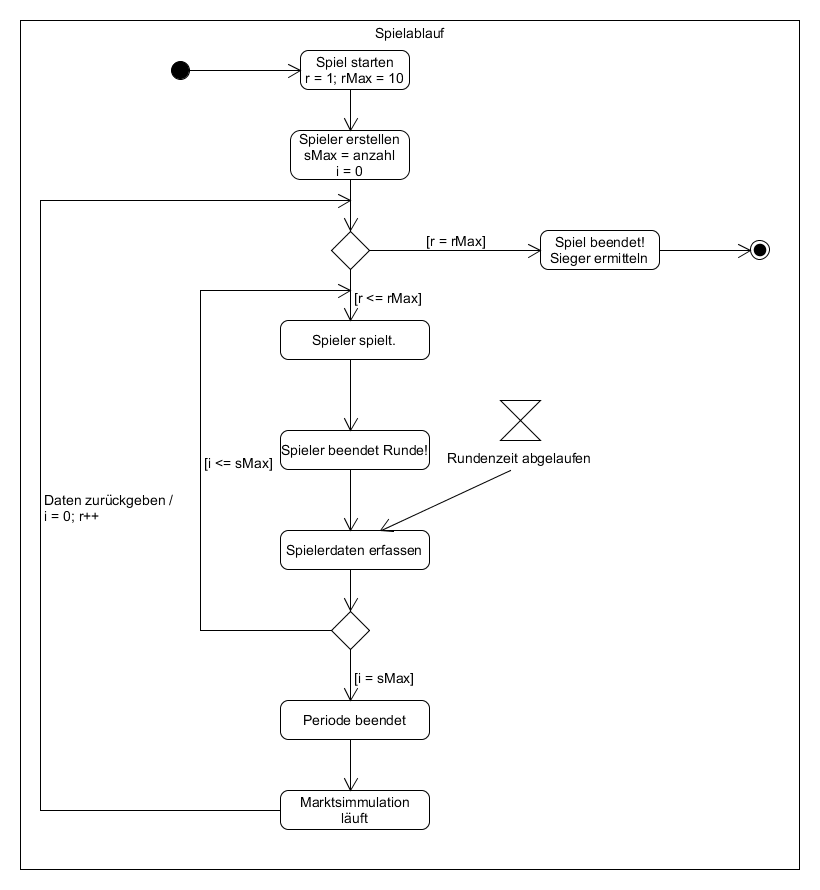 Spielablauf
Spiel starten
r = 1; rMax = 10
Spieler erstellen
sMax = anzahl
i = 0
[r = rMax]
Spiel beendet!
Sieger ermitteln
[r <= rMax]
Spieler spielt.
Spieler beendet Runde!
[i <= sMax]
Rundenzeit abgelaufen
Daten zurückgeben /
i = 0; r++
Spielerdaten erfassen
[i = sMax]
Periode beendet
Marktsimmulation
läuft